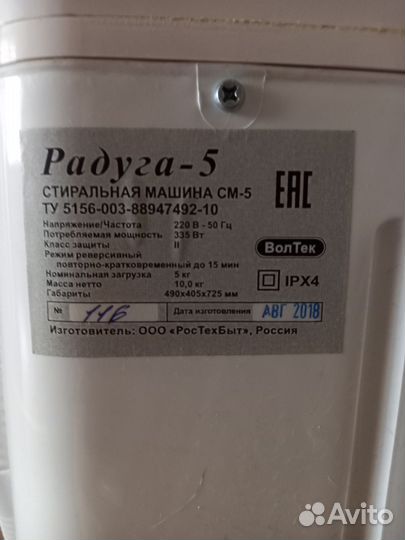 Радуга-5
СТИРАЛЬНАЯ МАШИНА СМ-5
ТУ 5156-003-88947492-10
EAC
Напряжение/Частота 220 В - 50 Гц
Потребляемая мощность 335 Вт
Класс защиты II
Режим реверсивный
повторно-кратковременный до 15 мин
Номинальная загрузка 5 кг
Масса нетто 10,0 кг
Габариты 490х405х725 мм
ВолТек
IPX4
№ 116 Дата изготовления АВГ 2018
Изготовитель: ООО «РосТехБыт», Россия
Avito